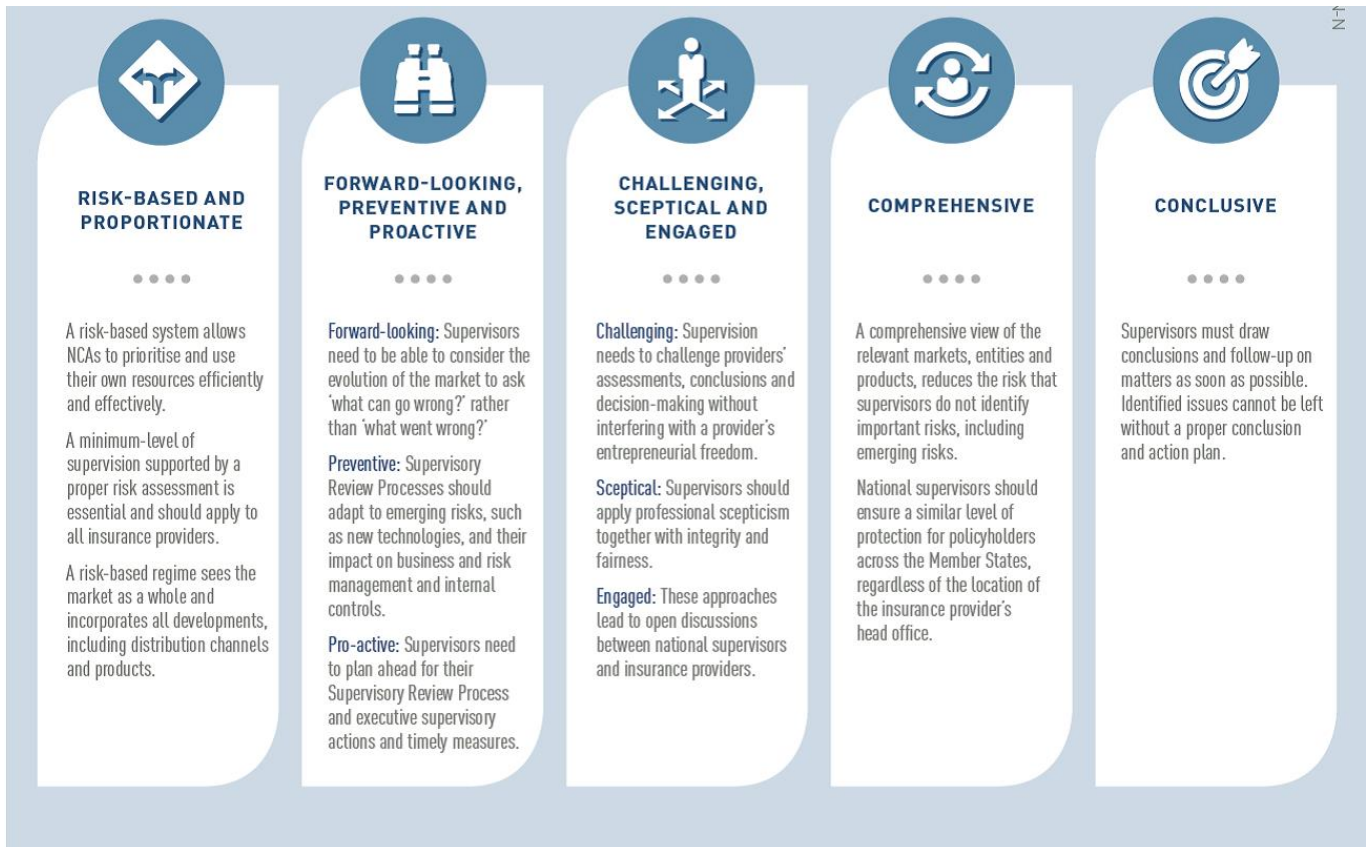 RISK-BASED AND
PROPORTIONATE
A risk-based system allows
NCAs to prioritise and use
their own resources efficiently
and effectively.
A minimum-level of
supervision supported by a
proper risk assessment is
essential and should apply to
all insurance providers.
A risk-based regime sees the
market as a whole and
incorporates all developments,
including distribution channels
and products.
FORWARD-LOOKING,
PREVENTIVE AND
PROACTIVE
Forward-looking: Supervisors
need to be able to consider the
evolution of the market to ask
‘what can go wrong?’ rather
than ‘what went wrong?’
Preventive: Supervisory
Review Processes should
adapt to emerging risks, such
as new technologies, and their
impact on business and risk
management and internal
controls.
Pro-active: Supervisors need
to plan ahead for their
Supervisory Review Process
and executive supervisory
actions and timely measures.
CHALLENGING,
SCEPTICAL AND
ENGAGED
Challenging: Supervision
needs to challenge providers’
assessments, conclusions and
decision-making without
interfering with a provider’s
entrepreneurial freedom.
Sceptical: Supervisors should
apply professional scepticism
together with integrity and
fairness.
Engaged: These approaches
lead to open discussions
between national supervisors
and insurance providers.
COMPREHENSIVE
A comprehensive view of the
relevant markets, entities and
products, reduces the risk that
supervisors do not identify
important risks, including
emerging risks.
National supervisors should
ensure a similar level of
protection for policyholders
across the Member States,
regardless of the location of
the insurance provider’s
head office.
CONCLUSIVE
Supervisors must draw
conclusions and follow-up on
matters as soon as possible.
Identified issues cannot be left
without a proper conclusion
and action plan.